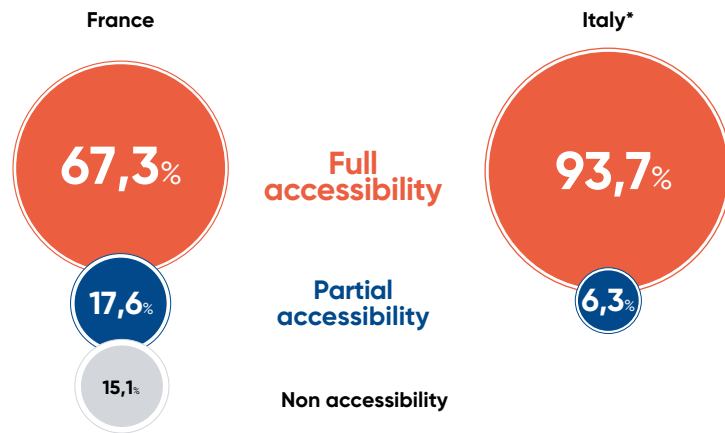 France
Italy*
67,3%
Full
accessibility
93,7%
17,6%
Partial
accessibility
6,3%
15,1%
Non accessibility